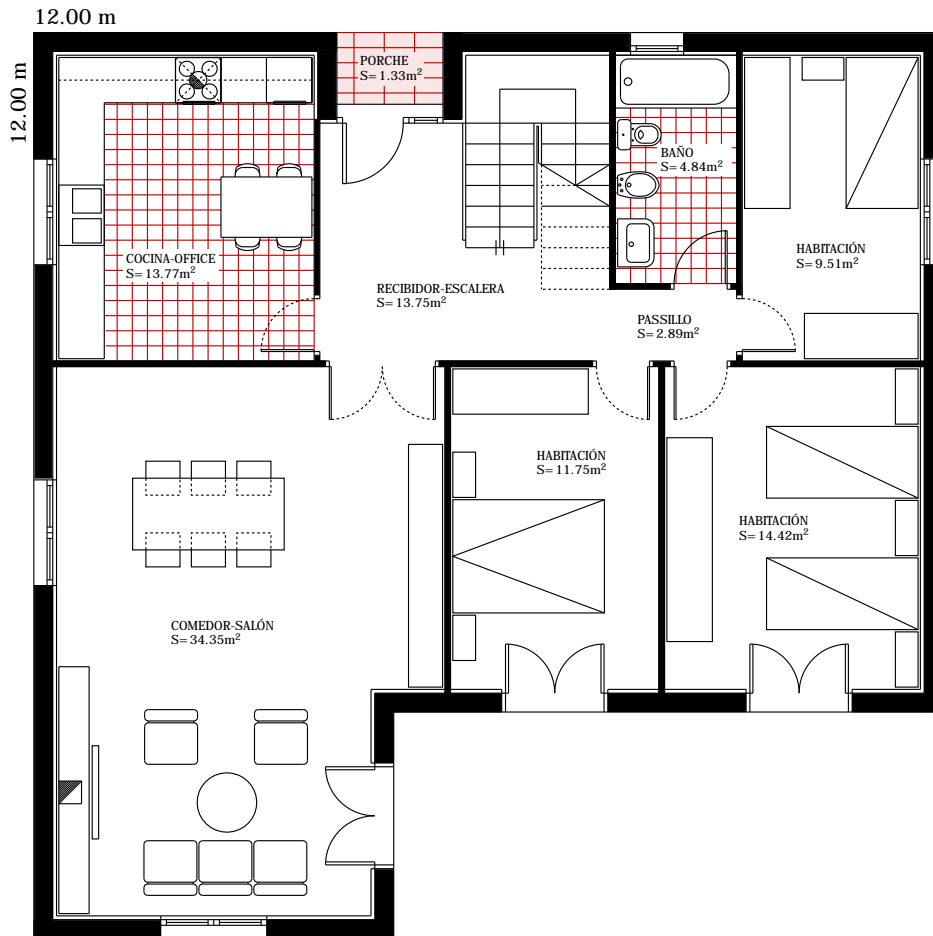 12.00 m
12.00 m
PORCHE
S= 1.33m²
BAÑO
S= 4.84m²
COCINA-OFFICE
S= 13.77m²
RECIBIDOR-ESCALERA
S= 13.75m²
HABITACIÓN
S= 9.51m²
PASSILLO
S= 2.89m²
HABITACIÓN
S= 11.75m²
HABITACIÓN
S= 14.42m²
COMEDOR-SALÓN
S= 34.35m²